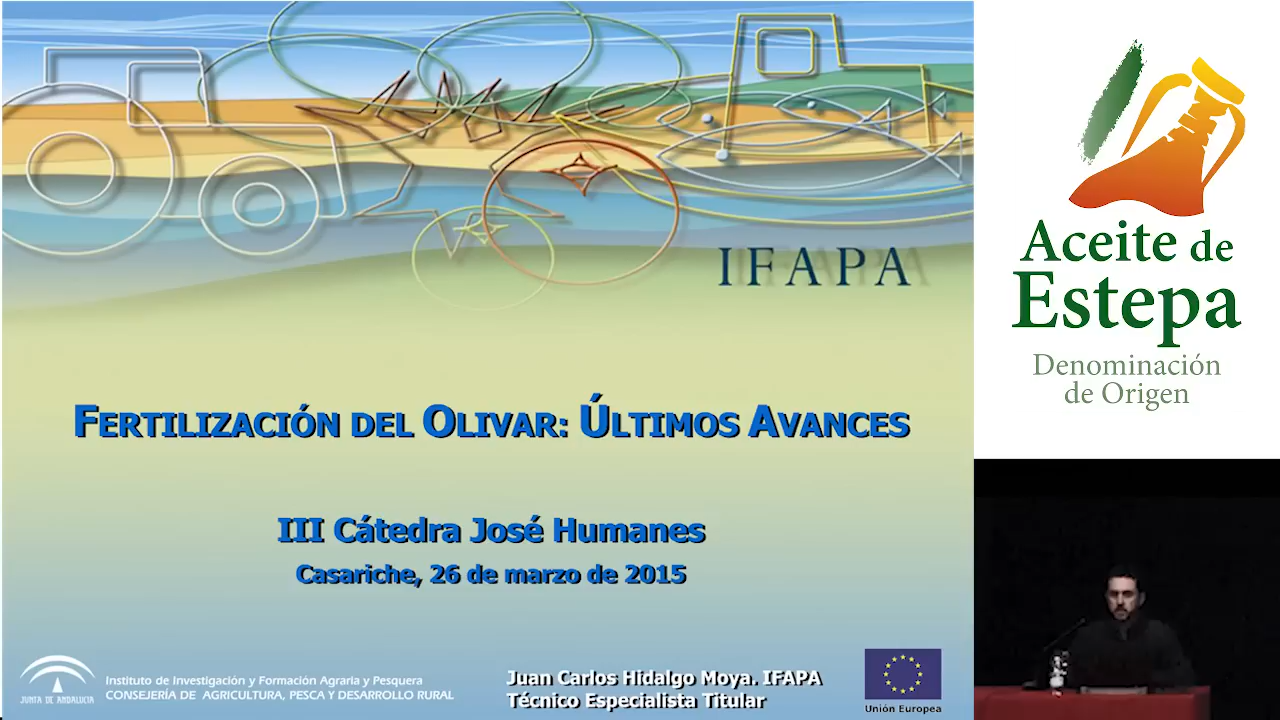 IFAPA
FERTILIZACIÓN DEL OLIVAR: ÚLTIMOS AVANCES
III Cátedra José Humanes
Casariche, 26 de marzo de 2015
JUNTA DE ANDALUCIA
Instituto de Investigación y Formación Agraria y Pesquera
CONSEJERÍA DE AGRICULTURA, PESCA Y DESARROLLO RURAL
Juan Carlos Hidalgo Moya. IFAPA
Técnico Especialista Titular
Unión Europea
Aceite de
Estepa
Denominación
de Origen